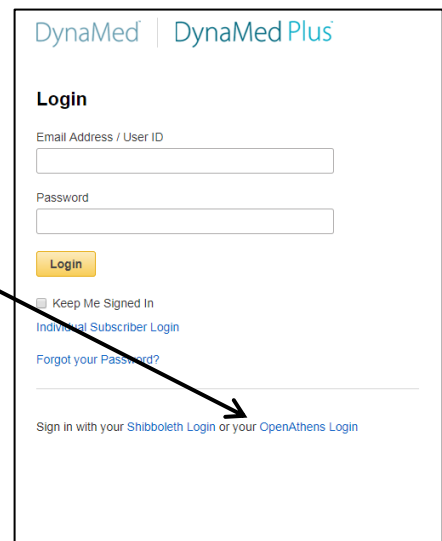 DynaMed DynaMed Plus
Login
Email Address / User ID
Password
Login
Keep Me Signed In
Individual Subscriber Login
Forgot your Password?
Sign in with your Shibboleth Login or your OpenAthens Login